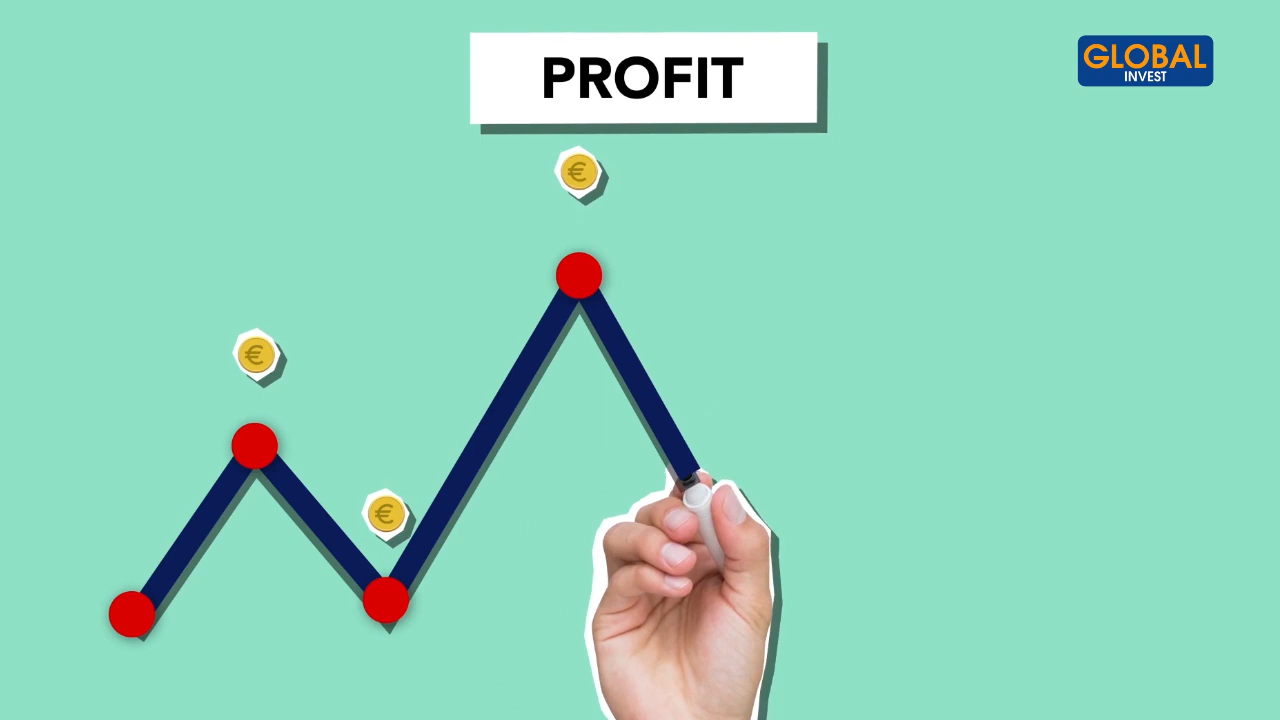 PROFIT
GLOBAL
INVEST
€
€
€